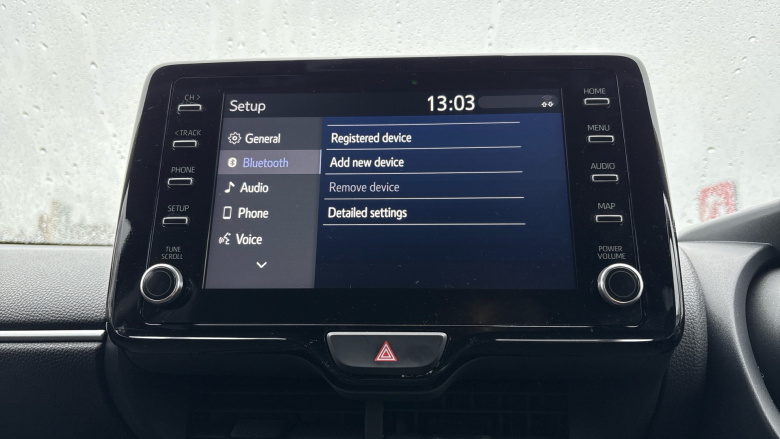 CH >
< TRACK
PHONE
SETUP
TUNE
SCROLL
Setup
13:03
General
Bluetooth
Audio
Phone
Voice
Registered device
Add new device
Remove device
Detailed settings
HOME
MENU
AUDIO
MAP
POWER
VOLUME